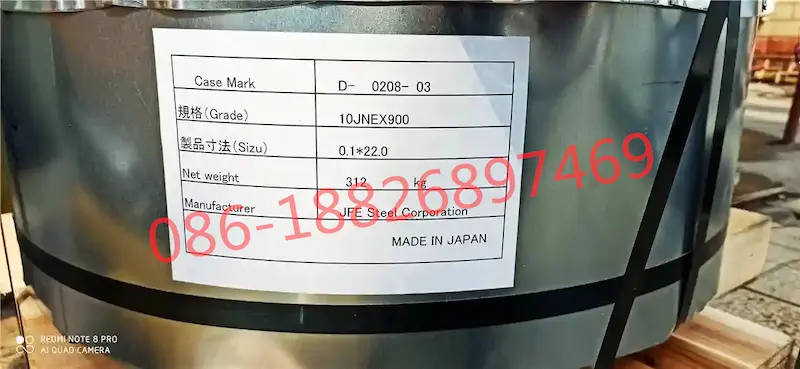 Case Mark D- 0208- 03
規格(Grade) 10JNEX900
製品寸法(Sizu) 0.1*22.0
Net weight 312 kg
Manufacturer JFE Steel Corporation
MADE IN JAPAN
086-18826897469
REDMI NOTE 8 PRO
AI QUAD CAMERA